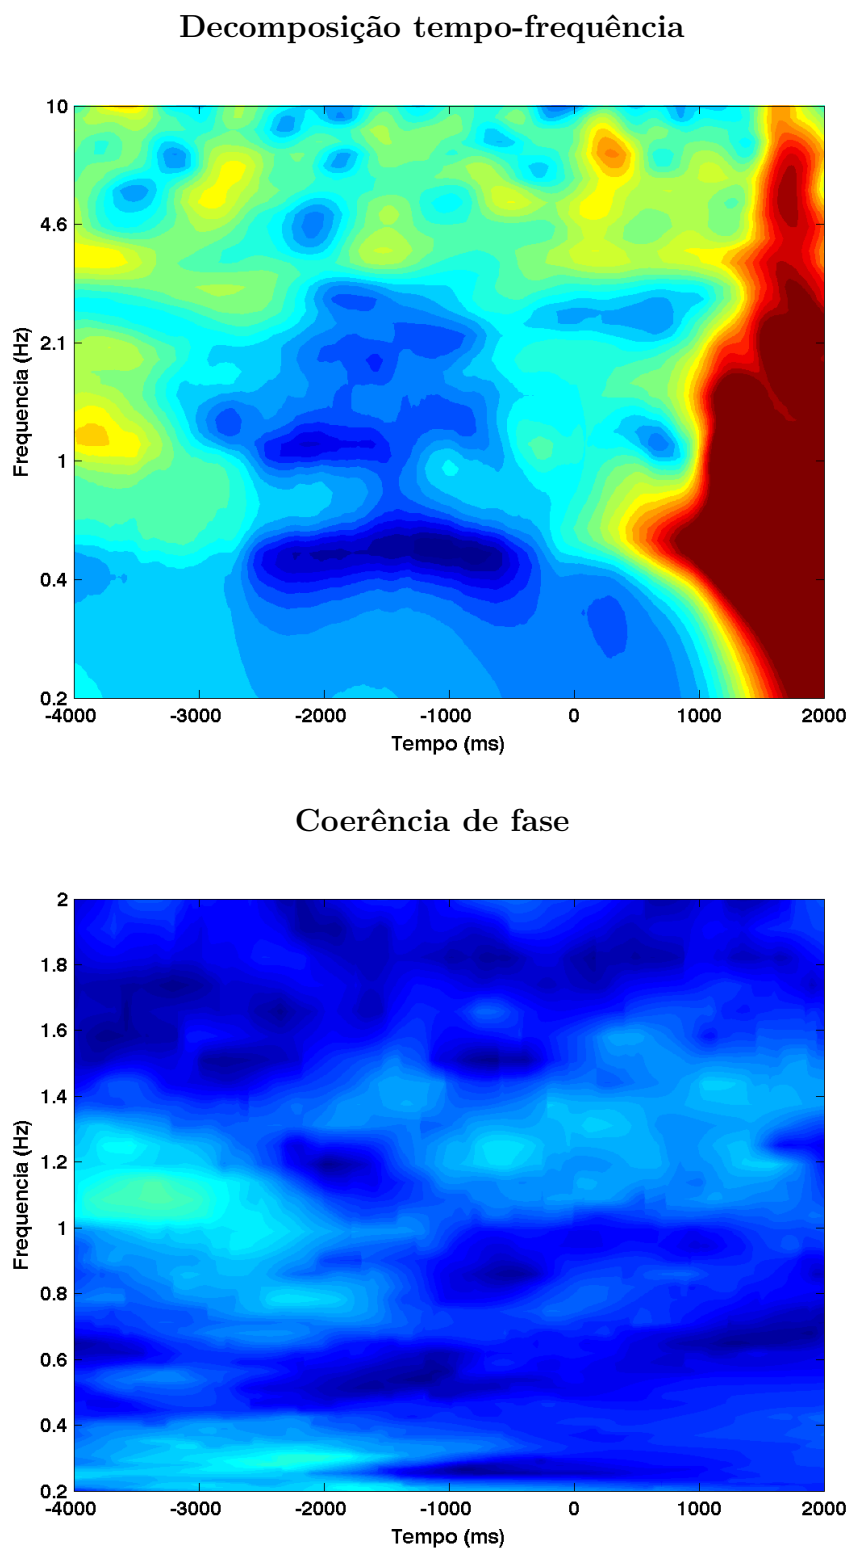 Decomposição tempo-frequência
10
4.6
2.1
1
0.4
0.2
Frequencia (Hz)
-4000 -3000 -2000 -1000 0 1000 2000
Tempo (ms)
Coerência de fase
2
1.8
1.6
1.4
1.2
1
0.8
0.6
0.4
0.2
Frequencia (Hz)
-4000 -3000 -2000 -1000 0 1000 2000
Tempo (ms)